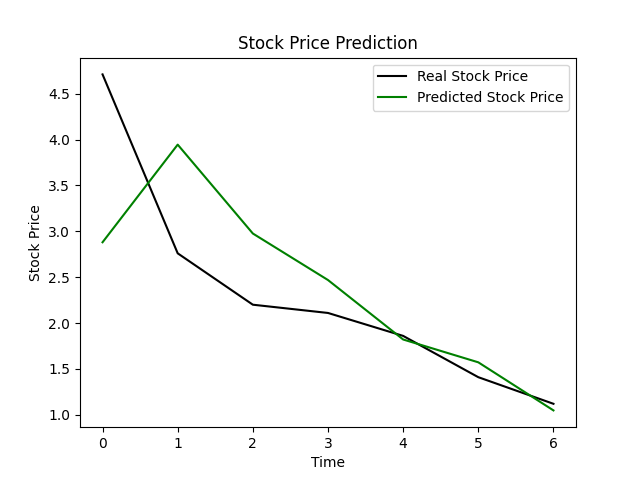 Stock Price Prediction
Real Stock Price
Predicted Stock Price
4.5
4.0
3.5
3.0
2.5
2.0
1.5
1.0
Stock Price
0 1 2 3 4 5 6
Time